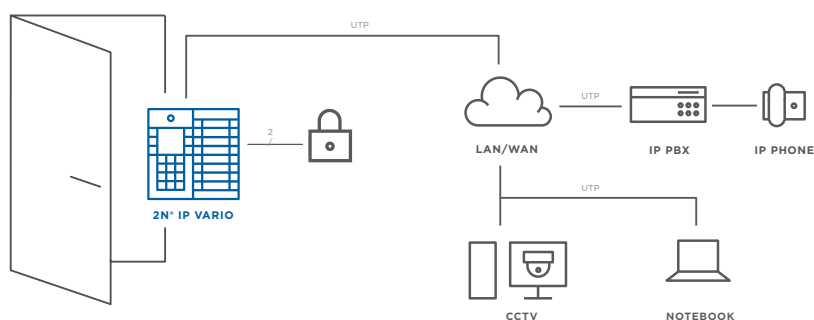 UTP
2
UTP
LAN/WAN
IP PBX
IP PHONE
2N® IP VARIO
UTP
CCTV
NOTEBOOK